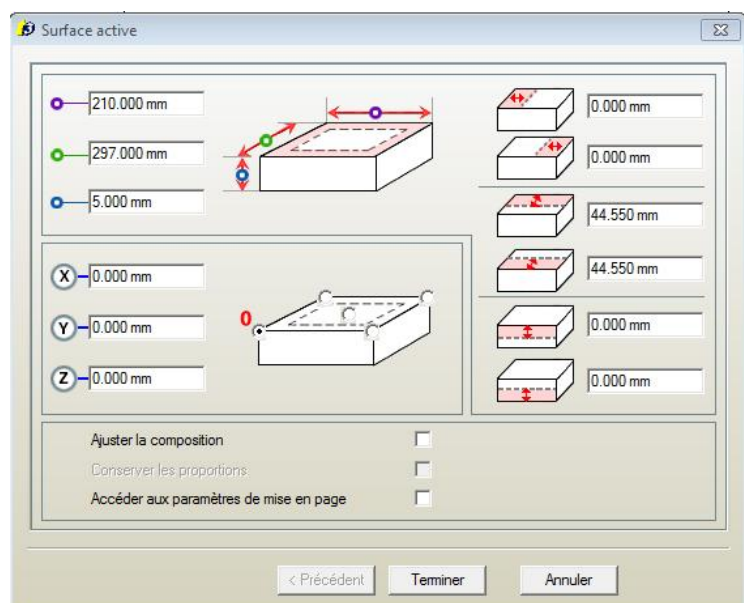 Surface active
210.000 mm
297.000 mm
5.000 mm
0.000 mm
0.000 mm
44.550 mm
44.550 mm
0.000 mm
0.000 mm
X 0.000 mm
Y 0.000 mm
Z 0.000 mm
0
Ajuster la composition
Conserver les proportions
Accéder aux paramètres de mise en page
< Précédent
Terminer
Annuler